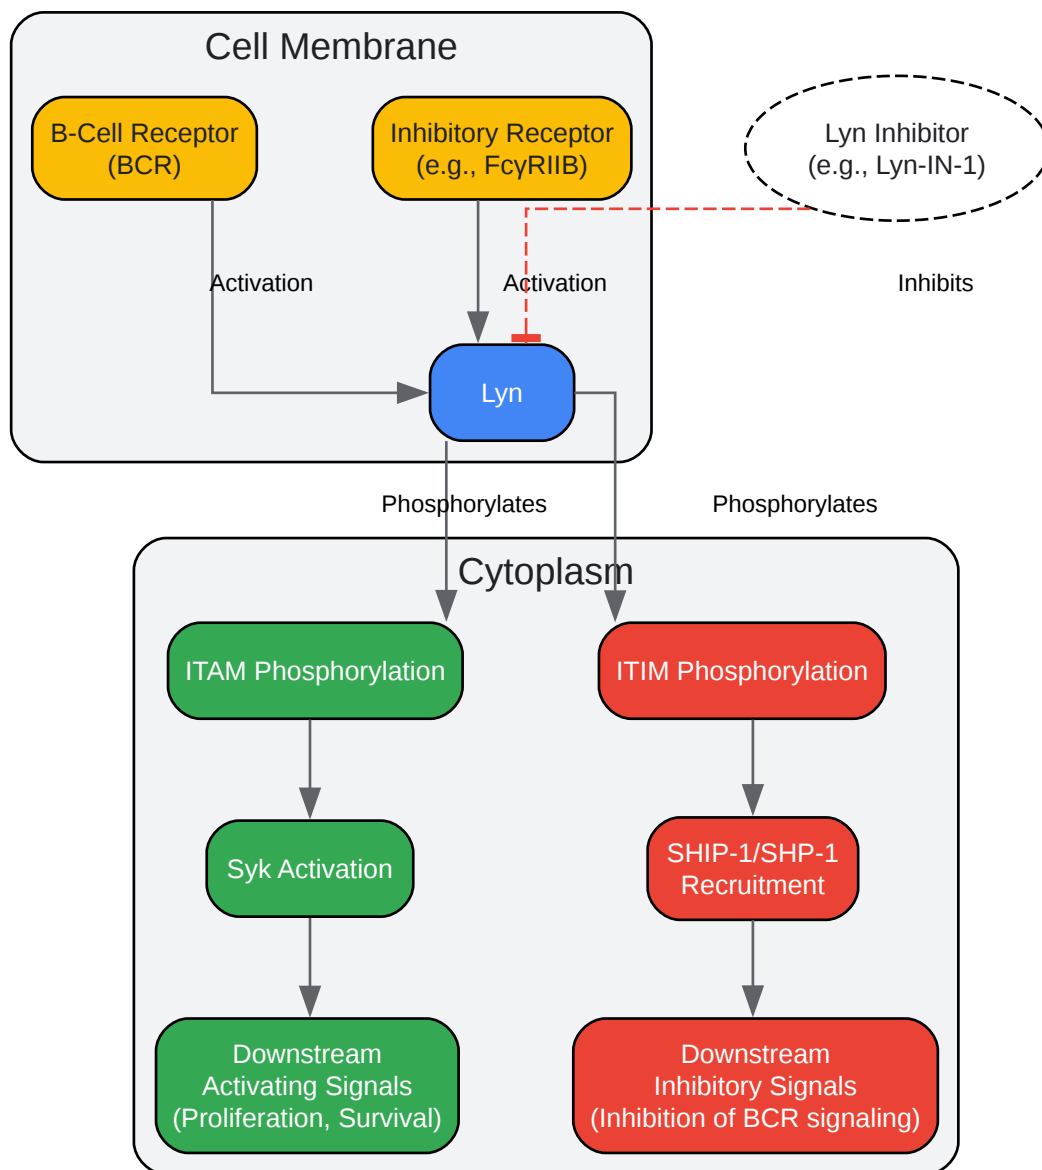 Cell Membrane
B-Cell Receptor
(BCR)
Inhibitory Receptor
(e.g., FcγRIIB)
Lyn Inhibitor
(e.g., Lyn-IN-1)
Activation
Activation
Inhibits
Lyn
Phosphorylates
Phosphorylates
Cytoplasm
ITAM Phosphorylation
ITIM Phosphorylation
Syk Activation
SHIP-1/SHP-1
Recruitment
Downstream
Activating Signals
(Proliferation, Survival)
Downstream
Inhibitory Signals
(Inhibition of BCR signaling)